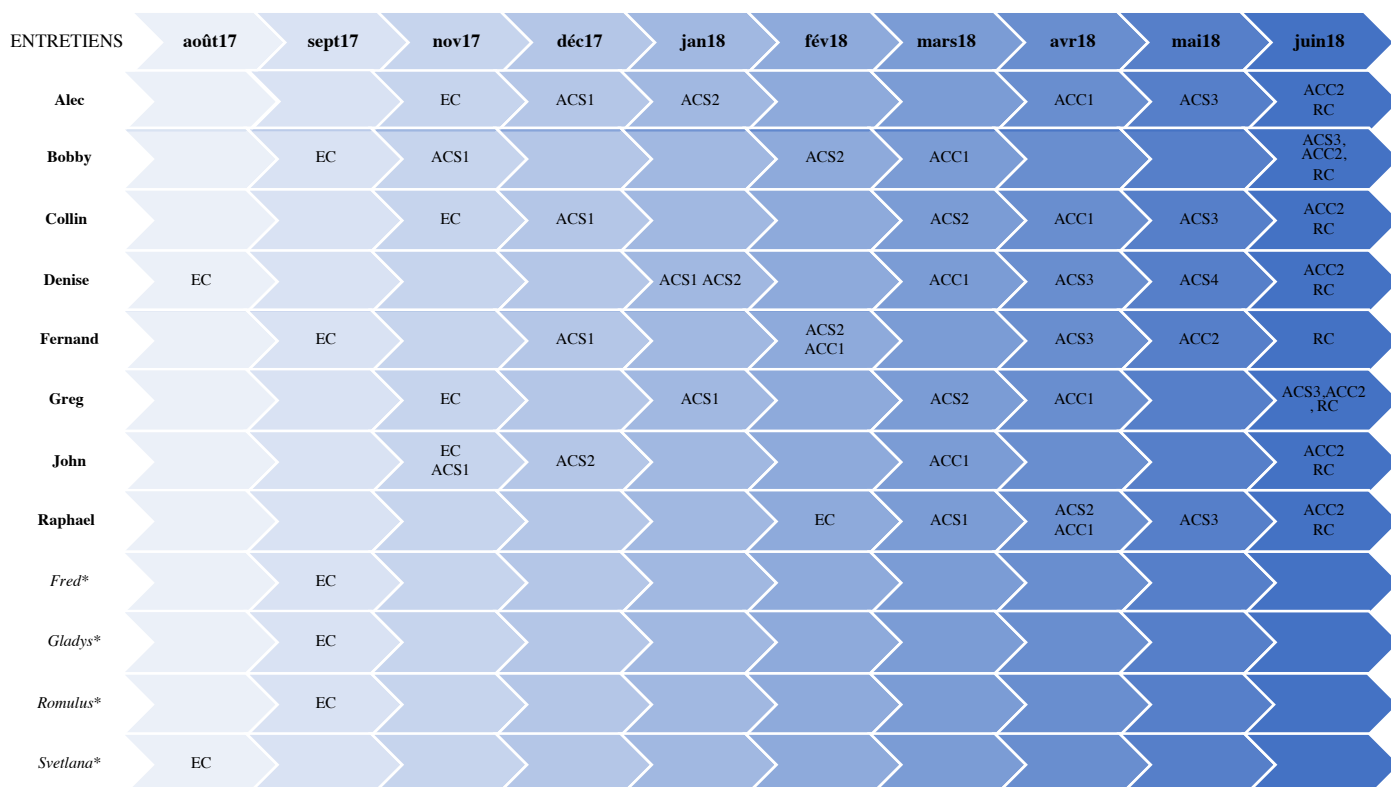 ENTRETIENS août17 sept17 nov17 déc17 jan18 fév18 mars18 avr18 mai18 juin18
Alec EC ACS1 ACS2 ACC1 ACS3 ACC2
RC
Bobby EC ACS1 ACS2 ACC1 ACS3,
ACC2,
RC
Collin EC ACS1 ACS2 ACC1 ACS3 ACC2
RC
Denise EC ACS1 ACS2 ACC1 ACS3 ACS4 ACC2
RC
Fernand EC ACS1 ACS2
ACC1 ACS3 ACC2 RC
Greg EC ACS1 ACS2 ACC1 ACS3,ACC2
, RC
John EC
ACS1 ACS2 ACC1 ACC2
RC
Raphael EC ACS1 ACS2
ACC1 ACS3 ACC2
RC
Fred* EC
Gladys* EC
Romulus* EC
Svetlana* EC